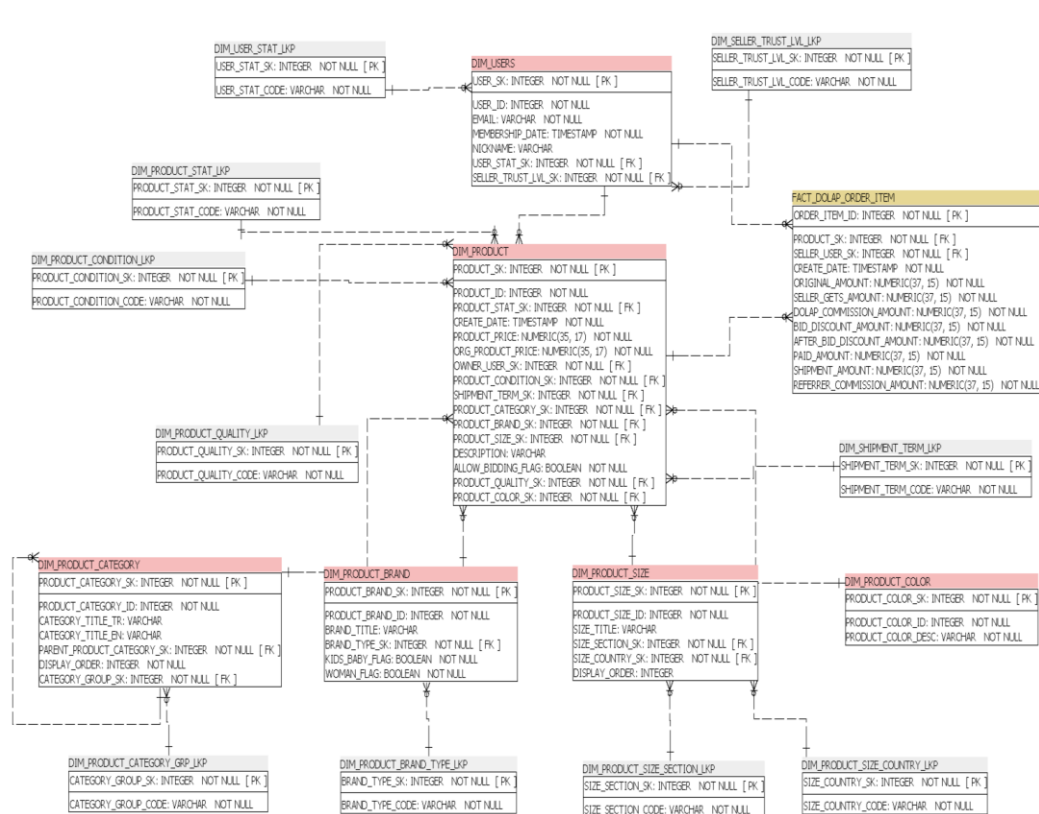 DIM_USER_STAT_LKP
USER_STAT_SK: INTEGER NOT NULL [ PK ]
USER_STAT_CODE: VARCHAR NOT NULL
DIM_USERS
USER_SK: INTEGER NOT NULL [ PK ]
USER_ID: INTEGER NOT NULL
EMAIL: VARCHAR NOT NULL
MEMBERSHIP_DATE: TIMESTAMP NOT NULL
NICKNAME: VARCHAR
USER_STAT_SK: INTEGER NOT NULL [ FK ]
SELLER_TRUST_LVL_SK: INTEGER NOT NULL [ FK ]
DIM_SELLER_TRUST_LVL_LKP
SELLER_TRUST_LVL_SK: INTEGER NOT NULL [ PK ]
SELLER_TRUST_LVL_CODE: VARCHAR NOT NULL
DIM_PRODUCT_STAT_LKP
PRODUCT_STAT_SK: INTEGER NOT NULL [ PK ]
PRODUCT_STAT_CODE: VARCHAR NOT NULL
FACT_DOLAP_ORDER_ITEM
ORDER_ITEM_ID: INTEGER NOT NULL [ PK ]
PRODUCT_SK: INTEGER NOT NULL [ FK ]
SELLER_USER_SK: INTEGER NOT NULL [ FK ]
CREATE_DATE: TIMESTAMP NOT NULL
ORIGINAL_AMOUNT: NUMERIC(37, 15) NOT NULL
SELLER_GETS_AMOUNT: NUMERIC(37, 15) NOT NULL
DOLAP_COMMISSION_AMOUNT: NUMERIC(37, 15) NOT NULL
BID_DISCOUNT_AMOUNT: NUMERIC(37, 15) NOT NULL
AFTER_BID_DISCOUNT_AMOUNT: NUMERIC(37, 15) NOT NULL
PAID_AMOUNT: NUMERIC(37, 15) NOT NULL
SHIPMENT_AMOUNT: NUMERIC(37, 15) NOT NULL
REFERRER_COMMISSION_AMOUNT: NUMERIC(37, 15) NOT NULL
DIM_PRODUCT_CONDITION_LKP
PRODUCT_CONDITION_SK: INTEGER NOT NULL [ PK ]
PRODUCT_CONDITION_CODE: VARCHAR NOT NULL
DIM_PRODUCT
PRODUCT_SK: INTEGER NOT NULL [ PK ]
PRODUCT_ID: INTEGER NOT NULL
PRODUCT_STAT_SK: INTEGER NOT NULL [ FK ]
CREATE_DATE: TIMESTAMP NOT NULL
PRODUCT_PRICE: NUMERIC(35, 17) NOT NULL
ORG_PRODUCT_PRICE: NUMERIC(35, 17) NOT NULL
OWNER_USER_SK: INTEGER NOT NULL [ FK ]
PRODUCT_CONDITION_SK: INTEGER NOT NULL [ FK ]
SHIPMENT_TERM_SK: INTEGER NOT NULL [ FK ]
PRODUCT_CATEGORY_SK: INTEGER NOT NULL [ FK ]
PRODUCT_BRAND_SK: INTEGER NOT NULL [ FK ]
PRODUCT_SIZE_SK: INTEGER NOT NULL [ FK ]
DESCRIPTION: VARCHAR
ALLOW_BIDDING_FLAG: BOOLEAN NOT NULL
PRODUCT_QUALITY_SK: INTEGER NOT NULL [ FK ]
PRODUCT_COLOR_SK: INTEGER NOT NULL [ FK ]
DIM_PRODUCT_QUALITY_LKP
PRODUCT_QUALITY_SK: INTEGER NOT NULL [ PK ]
PRODUCT_QUALITY_CODE: VARCHAR NOT NULL
DIM_SHIPMENT_TERM_LKP
SHIPMENT_TERM_SK: INTEGER NOT NULL [ PK ]
SHIPMENT_TERM_CODE: VARCHAR NOT NULL
DIM_PRODUCT_CATEGORY
PRODUCT_CATEGORY_SK: INTEGER NOT NULL [ PK ]
PRODUCT_CATEGORY_ID: INTEGER NOT NULL
CATEGORY_TITLE_TR: VARCHAR
CATEGORY_TITLE_EN: VARCHAR
PARENT_PRODUCT_CATEGORY_SK: INTEGER NOT NULL [ FK ]
DISPLAY_ORDER: INTEGER NOT NULL
CATEGORY_GROUP_SK: INTEGER NOT NULL [ FK ]
DIM_PRODUCT_BRAND
PRODUCT_BRAND_SK: INTEGER NOT NULL [ PK ]
PRODUCT_BRAND_ID: INTEGER NOT NULL
BRAND_TITLE: VARCHAR
BRAND_TYPE_SK: INTEGER NOT NULL [ FK ]
KIDS_BABY_FLAG: BOOLEAN NOT NULL
WOMAN_FLAG: BOOLEAN NOT NULL
DIM_PRODUCT_SIZE
PRODUCT_SIZE_SK: INTEGER NOT NULL [ PK ]
PRODUCT_SIZE_ID: INTEGER NOT NULL
SIZE_TITLE: VARCHAR
SIZE_SECTION_SK: INTEGER NOT NULL [ FK ]
SIZE_COUNTRY_SK: INTEGER NOT NULL [ FK ]
DISPLAY_ORDER: INTEGER
DIM_PRODUCT_COLOR
PRODUCT_COLOR_SK: INTEGER NOT NULL [ PK ]
PRODUCT_COLOR_ID: INTEGER NOT NULL
PRODUCT_COLOR_DESC: VARCHAR NOT NULL
DIM_PRODUCT_CATEGORY_GRP_LKP
CATEGORY_GROUP_SK: INTEGER NOT NULL [ PK ]
CATEGORY_GROUP_CODE: VARCHAR NOT NULL
DIM_PRODUCT_BRAND_TYPE_LKP
BRAND_TYPE_SK: INTEGER NOT NULL [ PK ]
BRAND_TYPE_CODE: VARCHAR NOT NULL
DIM_PRODUCT_SIZE_SECTION_LKP
SIZE_SECTION_SK: INTEGER NOT NULL [ PK ]
SIZE_SECTION_CODE: VARCHAR NOT NULL
DIM_PRODUCT_SIZE_COUNTRY_LKP
SIZE_COUNTRY_SK: INTEGER NOT NULL [ PK ]
SIZE_COUNTRY_CODE: VARCHAR NOT NULL